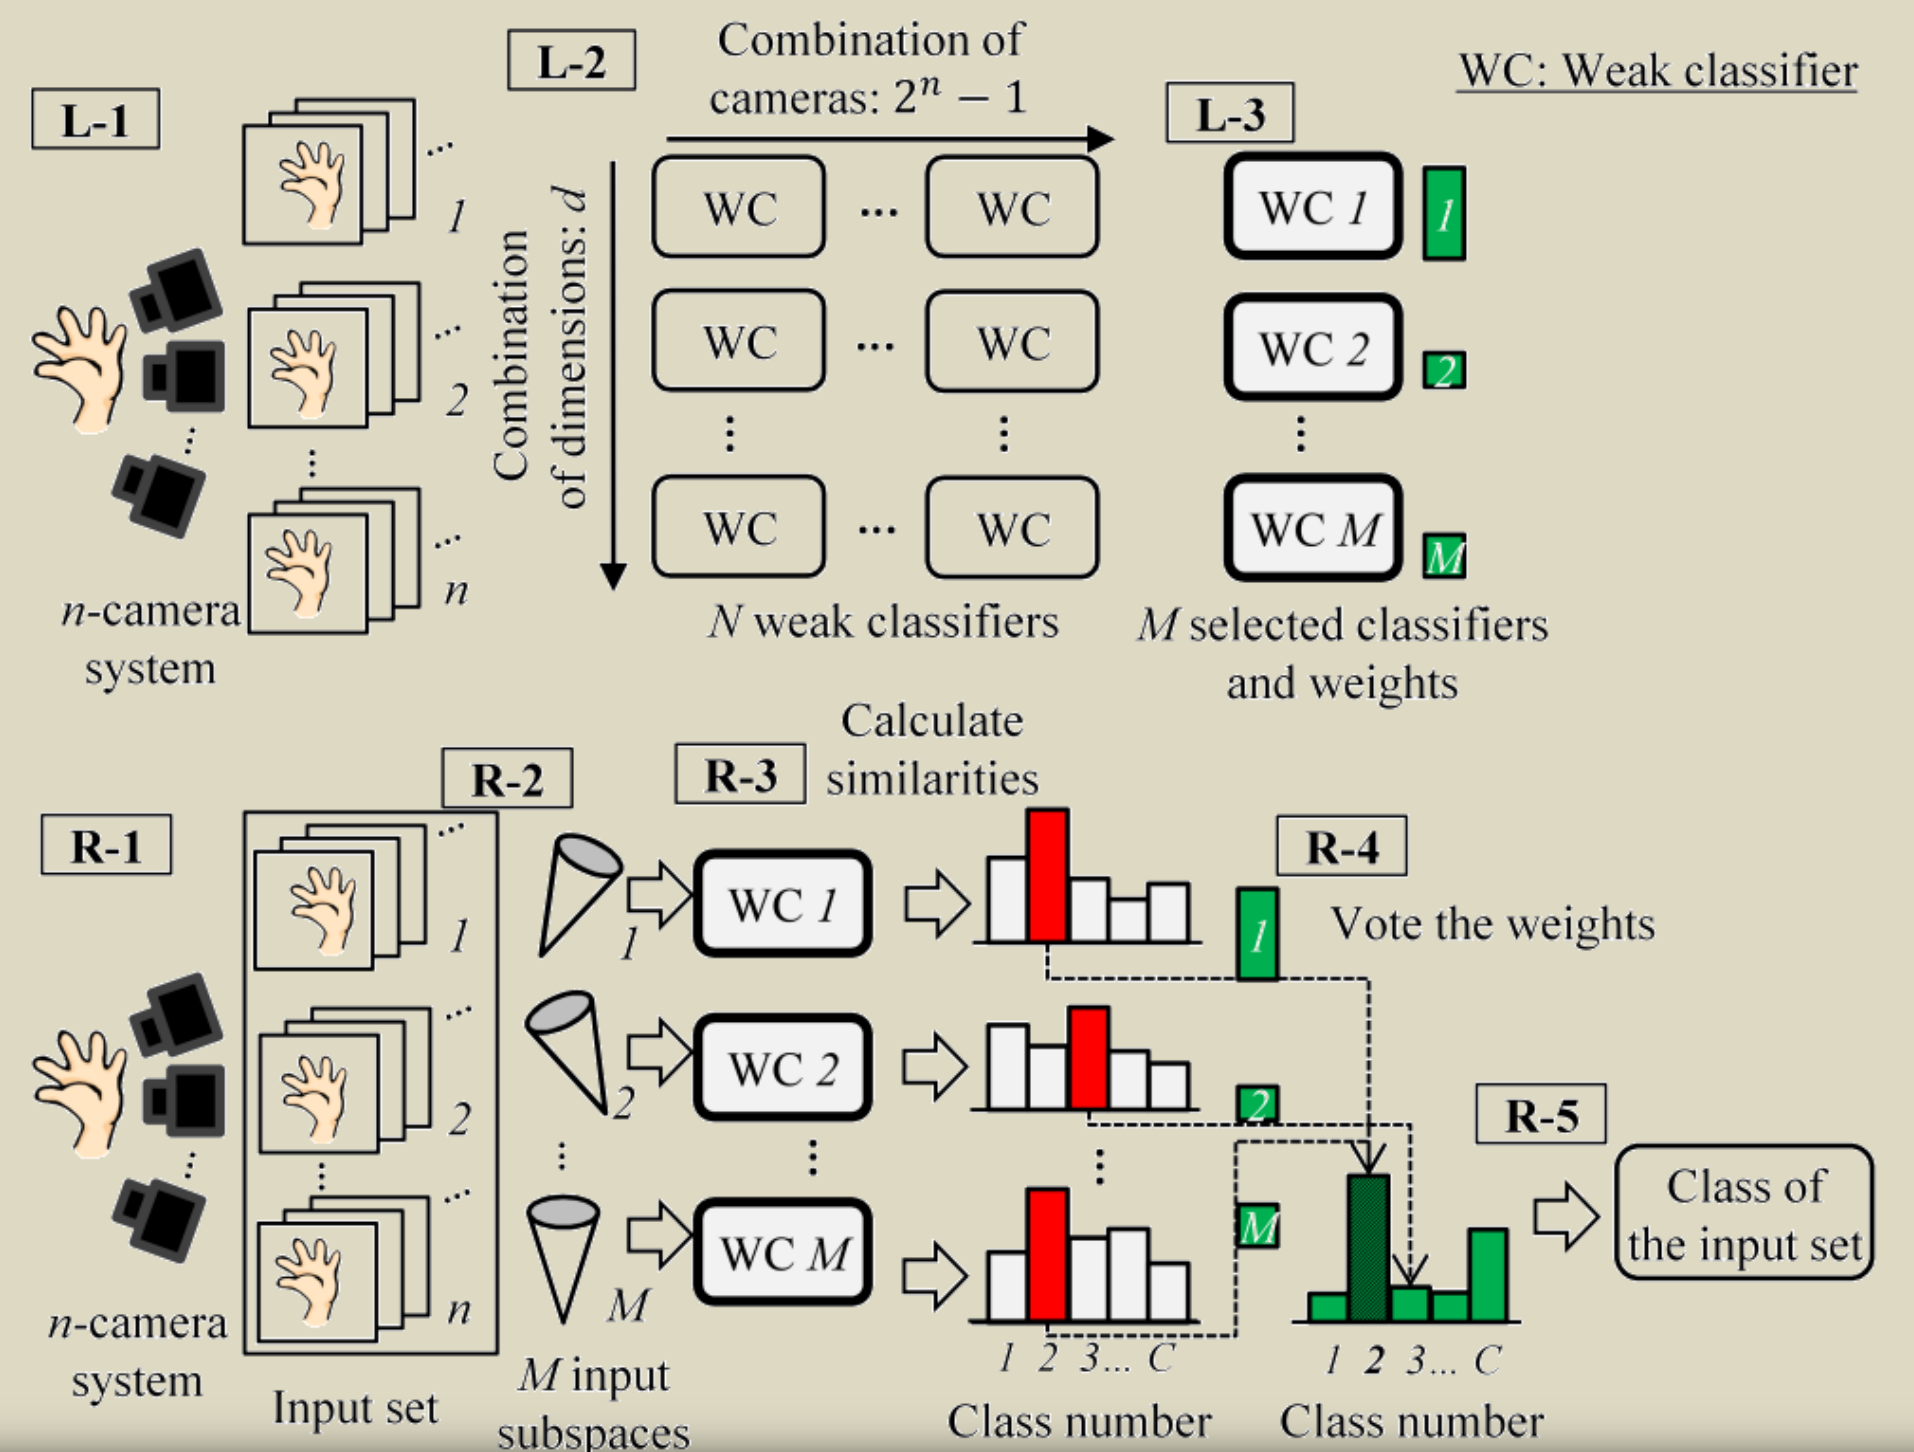 L-1
1
2
n
n-camera
system
L-2
Combination of
cameras: 2ⁿ − 1
Combination
of dimensions: d
WC ... WC
WC ... WC
WC ... WC
N weak classifiers
L-3
WC: Weak classifier
WC 1
1
WC 2
2
WC M
M
M selected classifiers
and weights
R-1
n-camera
system
1
2
n
Input set
R-2
1
2
M
M input
subspaces
R-3
Calculate
similarities
WC 1
WC 2
WC M
1 2 3... C
Class number
R-4
Vote the weights
1
2
M
1 2 3... C
Class number
R-5
Class of
the input set